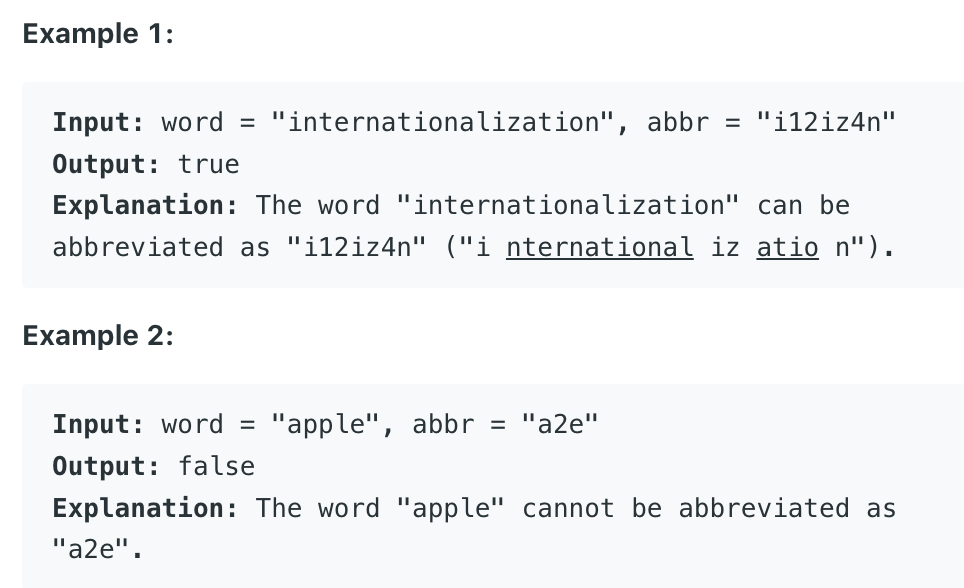 Example 1:
Input: word = "internationalization", abbr = "i12iz4n"
Output: true
Explanation: The word "internationalization" can be
abbreviated as "i12iz4n" ("i nternational iz atio n").
Example 2:
Input: word = "apple", abbr = "a2e"
Output: false
Explanation: The word "apple" cannot be abbreviated as
"a2e".